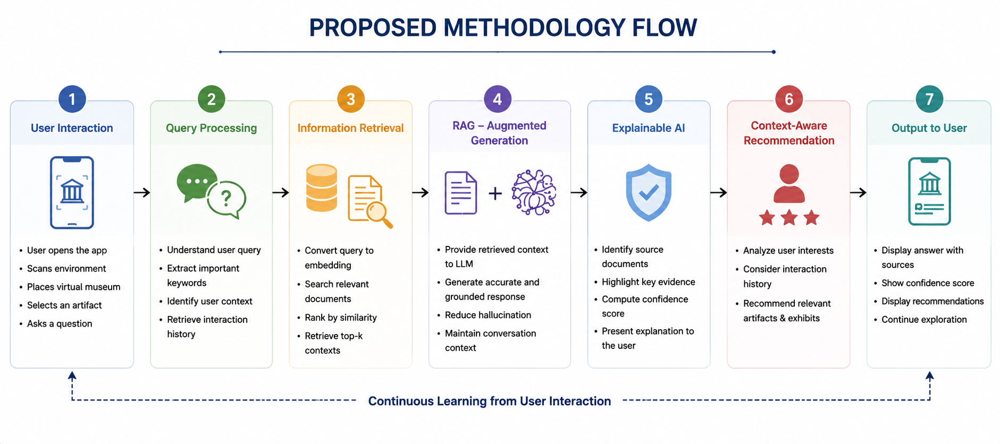 PROPOSED METHODOLOGY FLOW
1
User Interaction
• User opens the app
• Scans environment
• Places virtual museum
• Selects an artifact
• Asks a question
2
Query Processing
• Understand user query
• Extract important
keywords
• Identify user context
• Retrieve interaction
history
3
Information Retrieval
• Convert query to
embedding
• Search relevant
documents
• Rank by similarity
• Retrieve top-k
contexts
4
RAG – Augmented
Generation
• Provide retrieved context
to LLM
• Generate accurate and
grounded response
• Reduce hallucination
• Maintain conversation
context
5
Explainable AI
• Identify source
documents
• Highlight key evidence
• Compute confidence
score
• Present explanation to
the user
6
Context-Aware
Recommendation
• Analyze user interests
• Consider interaction
history
• Recommend relevant
artifacts & exhibits
7
Output to User
• Display answer with
sources
• Show confidence score
• Display recommendations
• Continue exploration
Continuous Learning from User Interaction